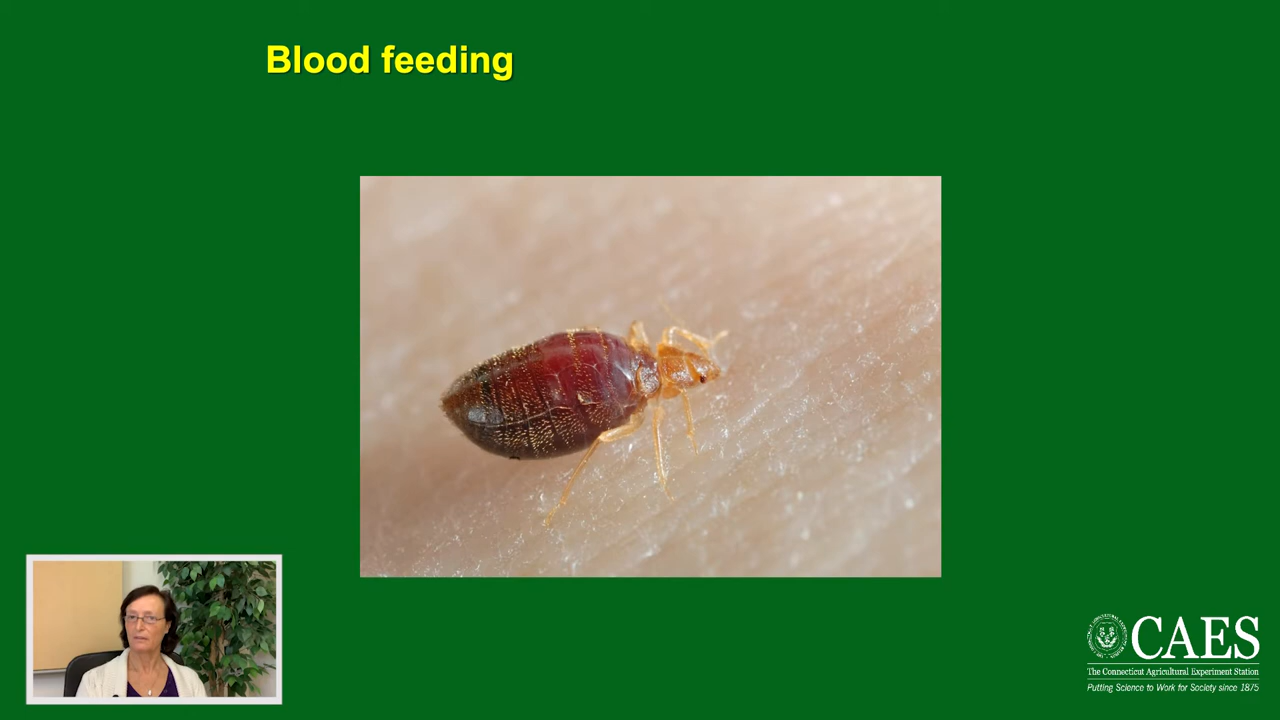 Blood feeding
CAES
The Connecticut Agricultural Experiment Station
Putting Science to Work for Society since 1875